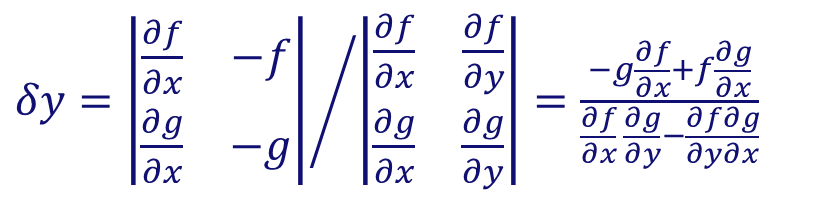 δy = | ∂f/∂x  −f ; ∂g/∂x  −g | / | ∂f/∂x  ∂f/∂y ; ∂g/∂x  ∂g/∂y | = (−g ∂f/∂x + f ∂g/∂x) / (∂f/∂x ∂g/∂y − ∂f/∂y ∂g/∂x)